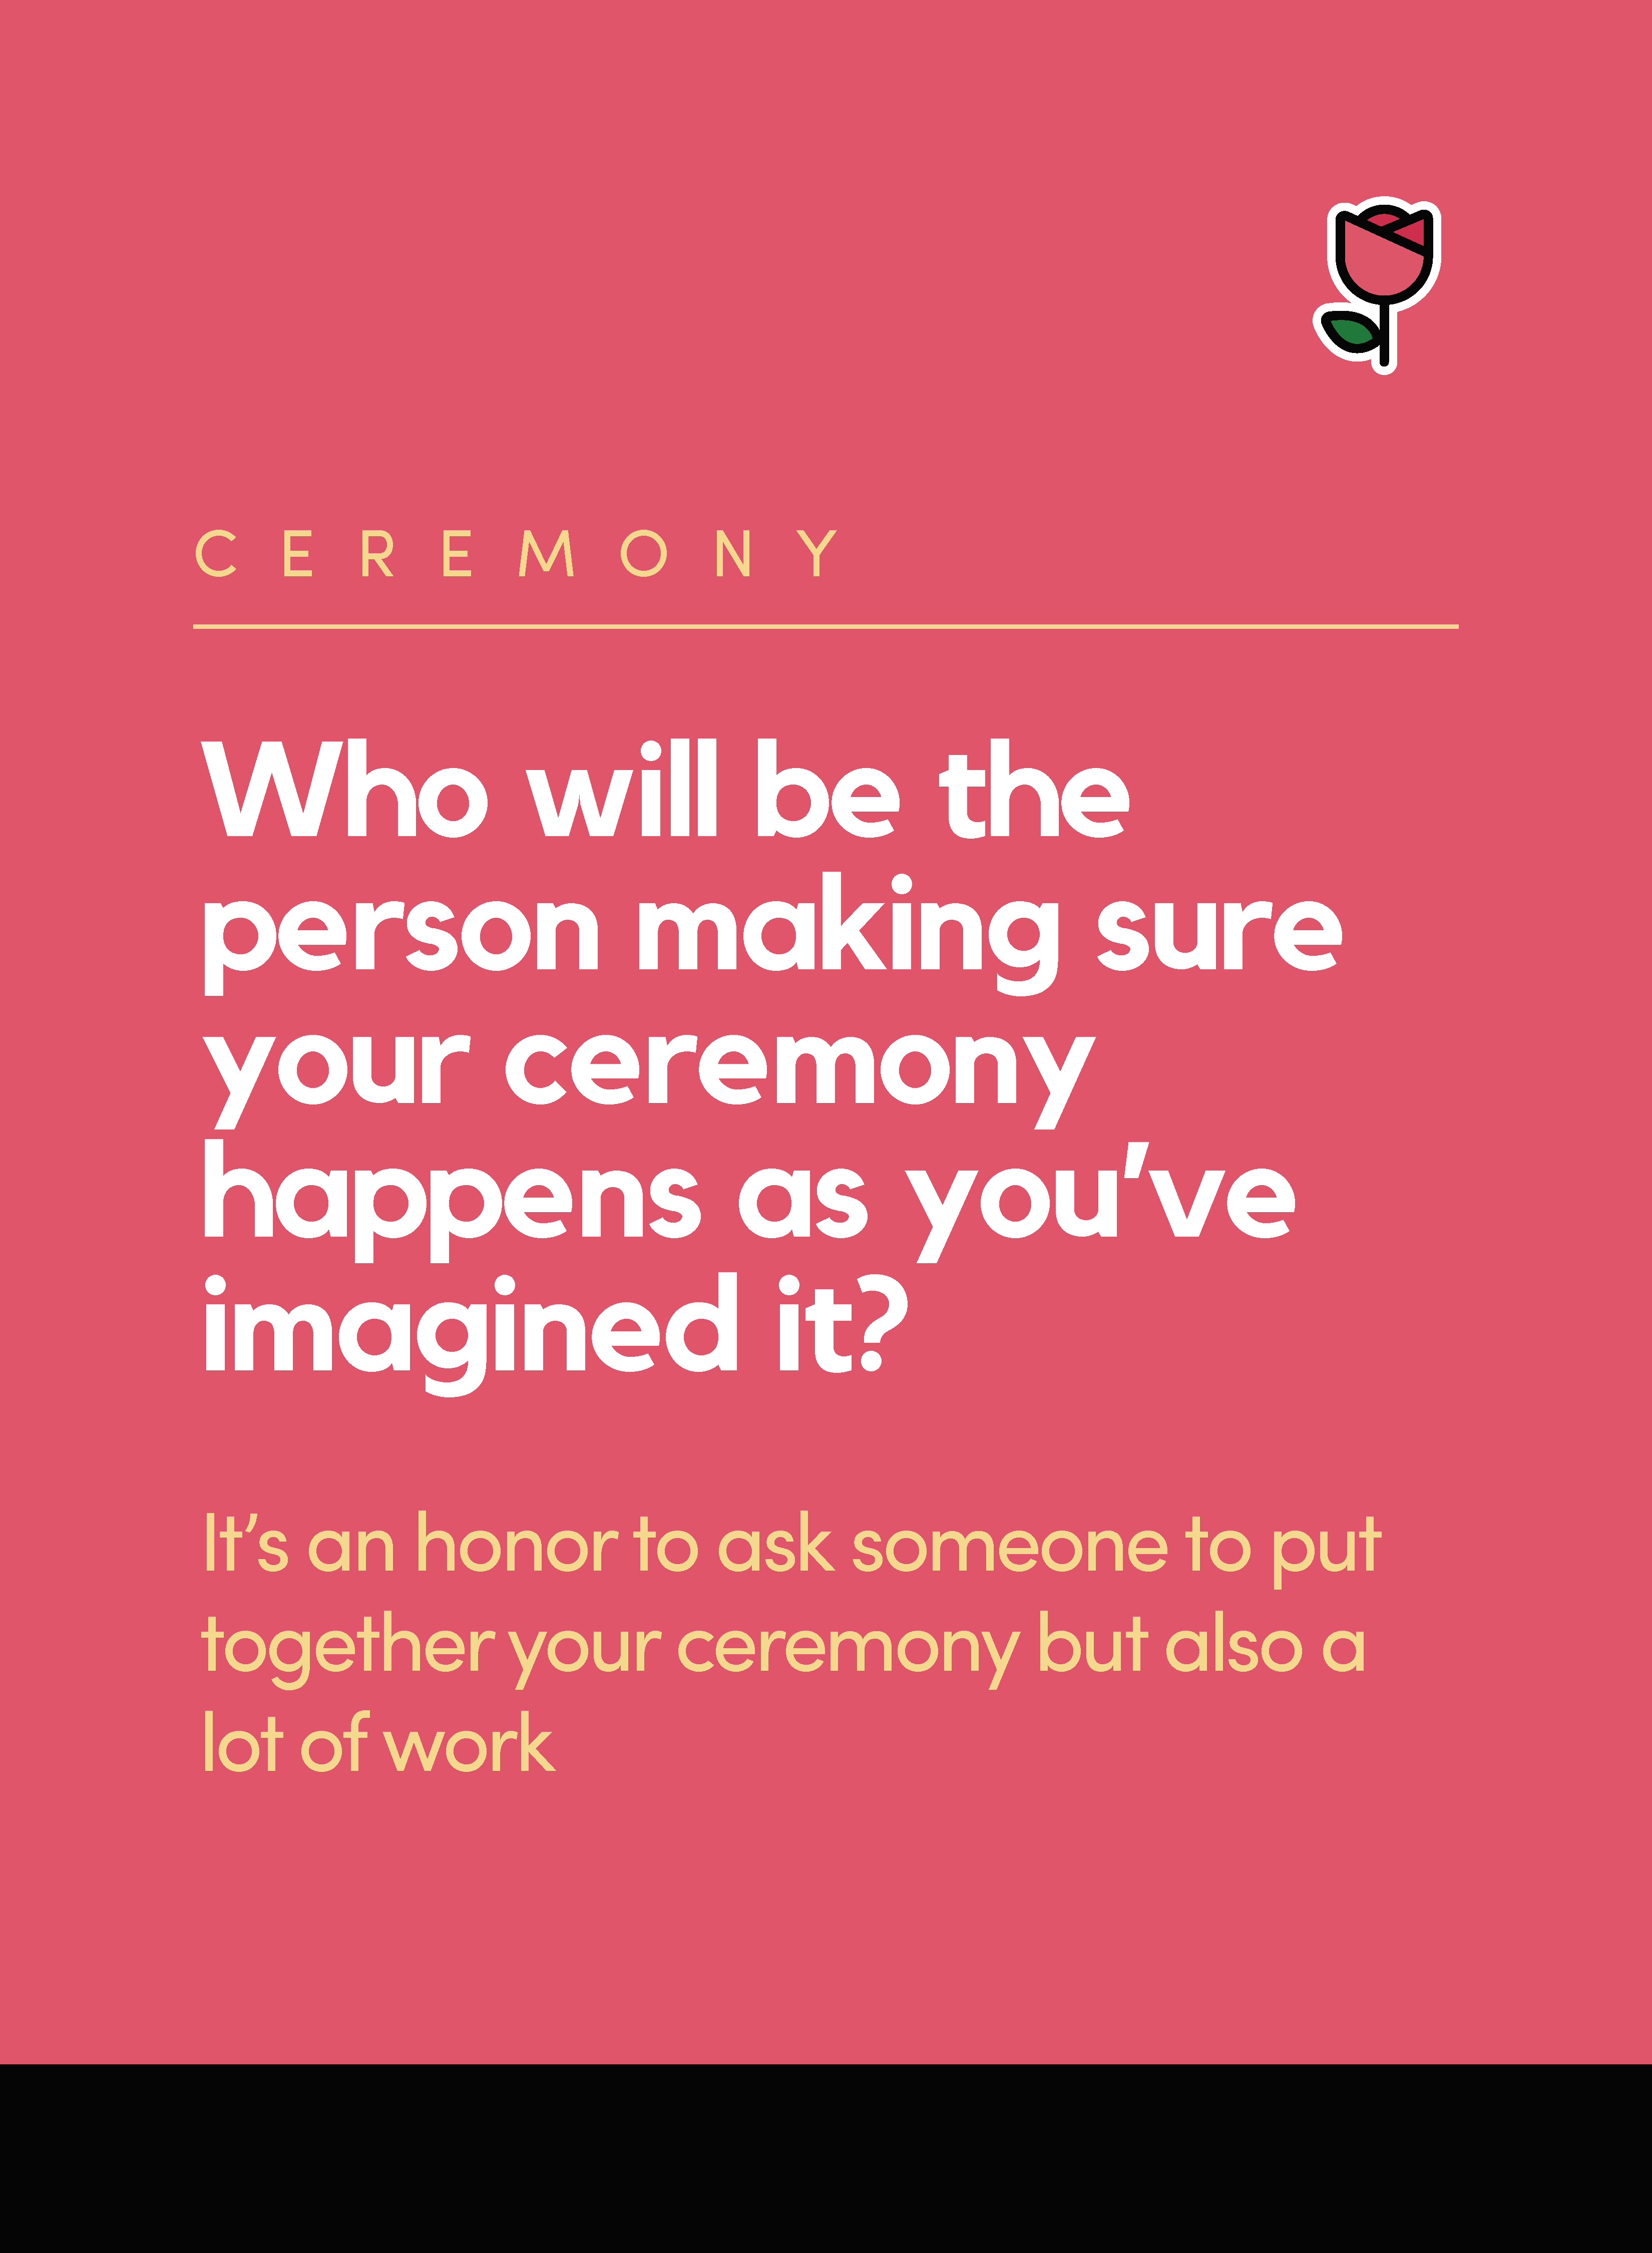 CEREMONY
Who will be the
person making sure
your ceremony
happens as you’ve
imagined it?
It’s an honor to ask someone to put
together your ceremony but also a
lot of work